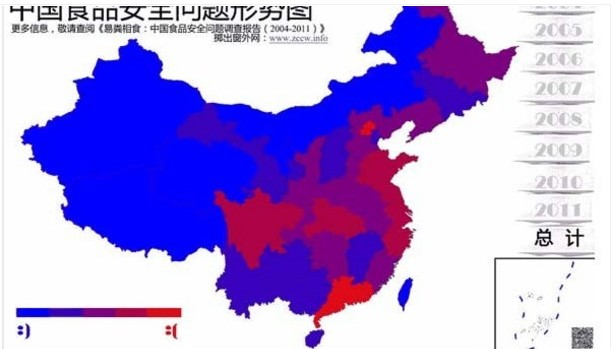 中国食品安全问题形势图
更多信息，敬请查阅《易粪相食：中国食品安全问题调查报告（2004-2011）》
掷出窗外网：www.zccw.info
2005
2006
2007
2008
2009
2010
2011
总 计
:)
:(